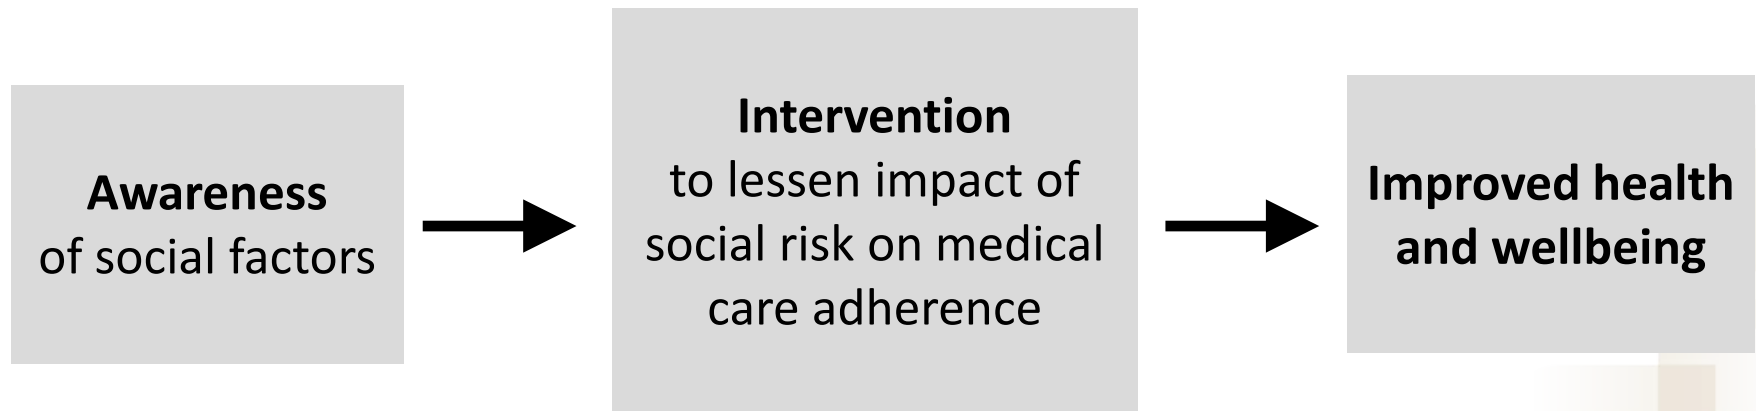 Awareness
of social factors
Intervention
to lessen impact of
social risk on medical
care adherence
Improved health
and wellbeing